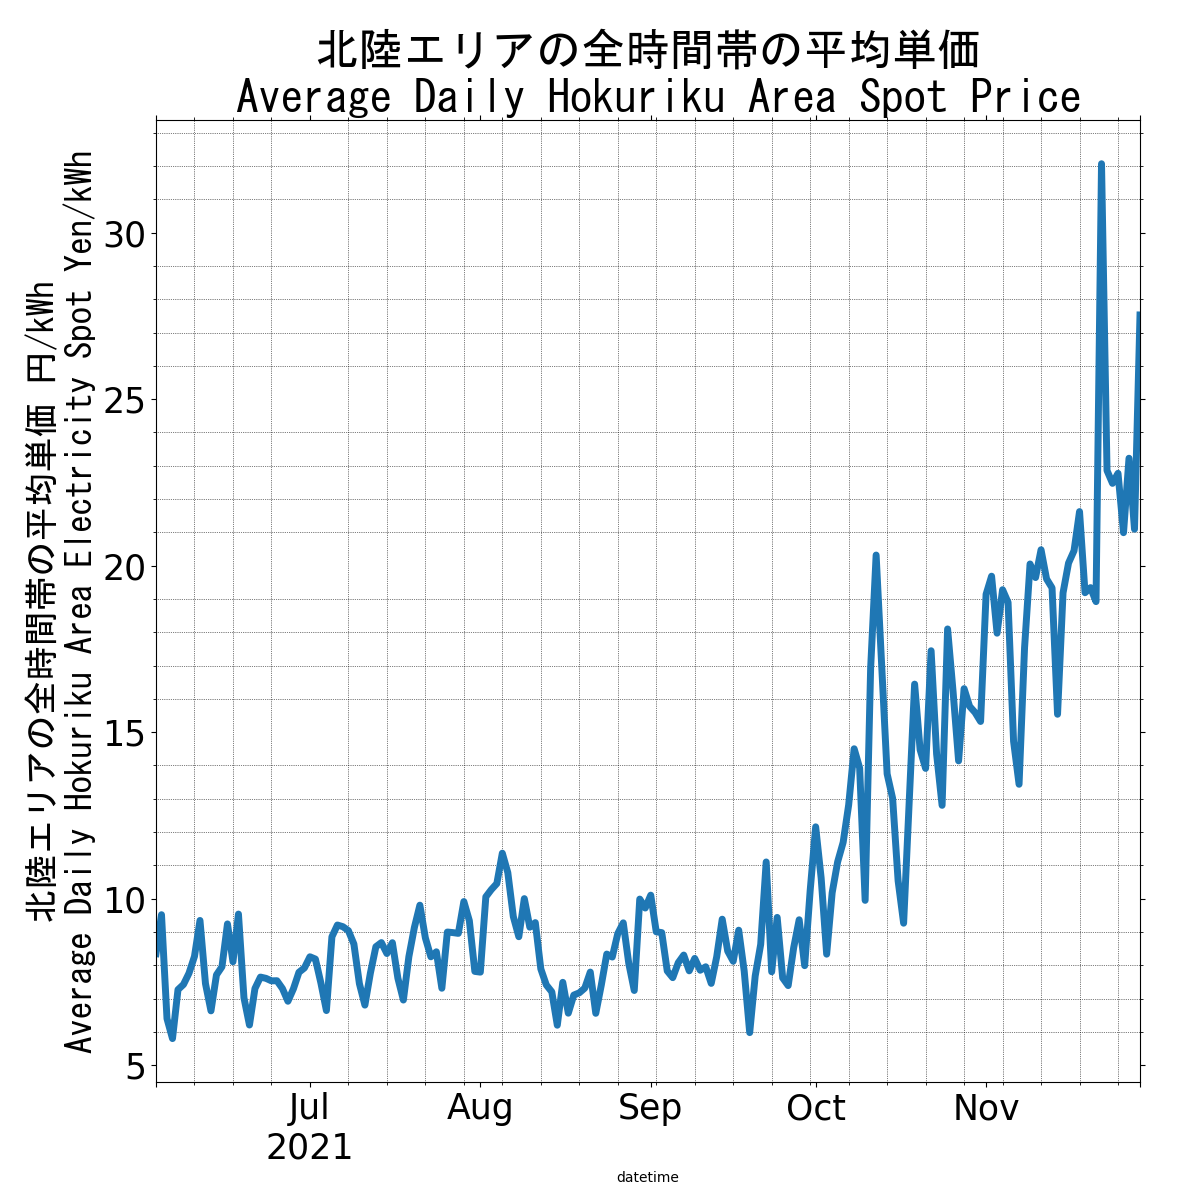 北陸エリアの全時間帯の平均単価
Average Daily Hokuriku Area Spot Price
北陸エリアの全時間帯の平均単価 円/kWh
Average Daily Hokuriku Area Electricity Spot Yen/kWh
30
25
20
15
10
5
Jul
2021
Aug
Sep
Oct
Nov
datetime